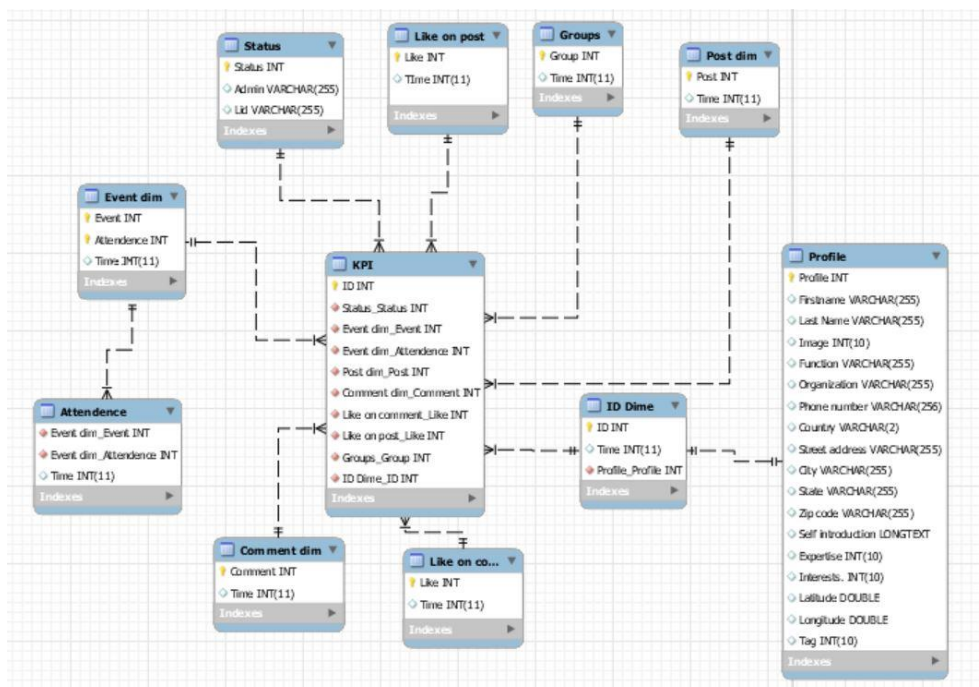 Status
Status INT
Admin VARCHAR(255)
Lid VARCHAR(255)
Indexes
Like on post
Like INT
TIme INT(11)
Indexes
Groups
Group INT
Time INT(11)
Indexes
Post dim
Post INT
Time INT(11)
Indexes
Event dim
Event INT
Attendence INT
Time INT(11)
Indexes
KPI
ID INT
Status_Status INT
Event dim_Event INT
Event dim_Attendence INT
Post dim_Post INT
Comment dim_Comment INT
Like on comment_Like INT
Like on post_Like INT
Groups_Group INT
ID Dime_ID INT
Indexes
Profile
Profile INT
Firstname VARCHAR(255)
Last Name VARCHAR(255)
Image INT(10)
Function VARCHAR(255)
Organization VARCHAR(255)
Phone number VARCHAR(256)
Country VARCHAR(2)
Street address VARCHAR(255)
City VARCHAR(255)
State VARCHAR(255)
Zip code VARCHAR(255)
Self introduction LONGTEXT
Expertise INT(10)
Interests. INT(10)
Latitude DOUBLE
Longitude DOUBLE
Tag INT(10)
Indexes
Attendence
Event dim_Event INT
Event dim_Attendence INT
Time INT(11)
Indexes
ID Dime
ID INT
Time INT(11)
Profile_Profile INT
Indexes
Comment dim
Comment INT
Time INT(11)
Indexes
Like on co...
Like INT
Time INT(11)
Indexes